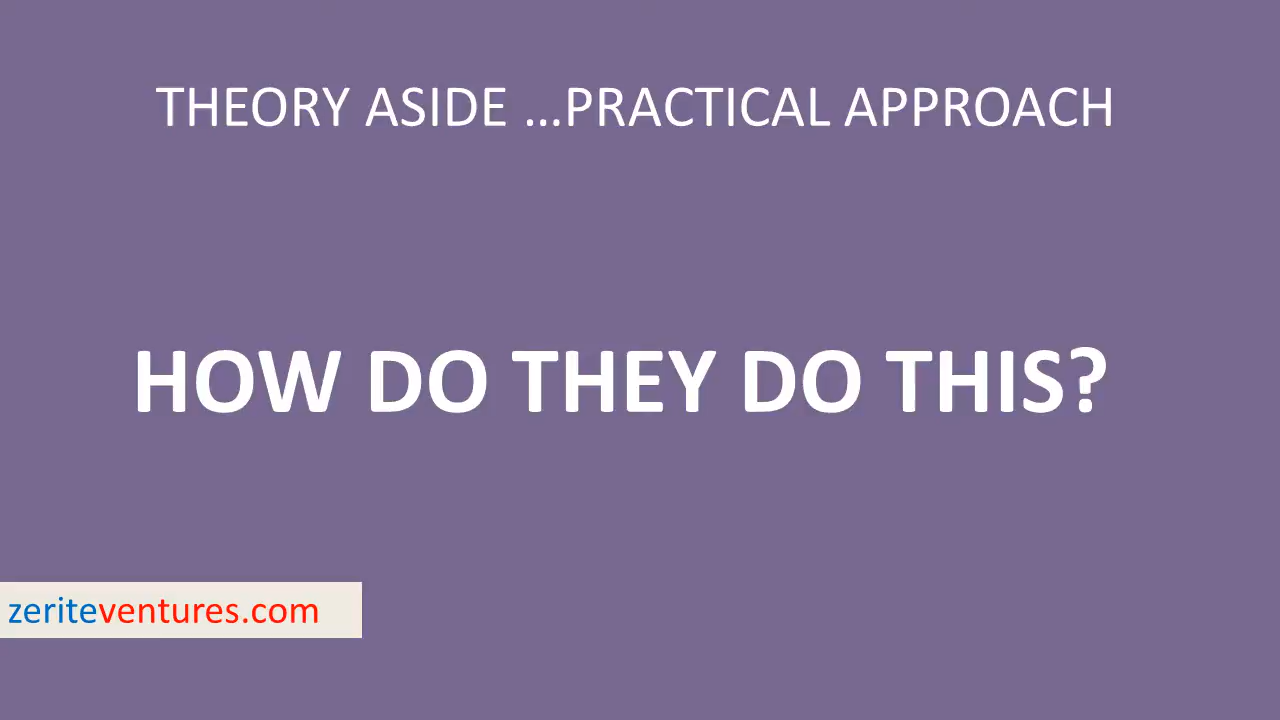 THEORY ASIDE ...PRACTICAL APPROACH
HOW DO THEY DO THIS?
zeriteventures.com